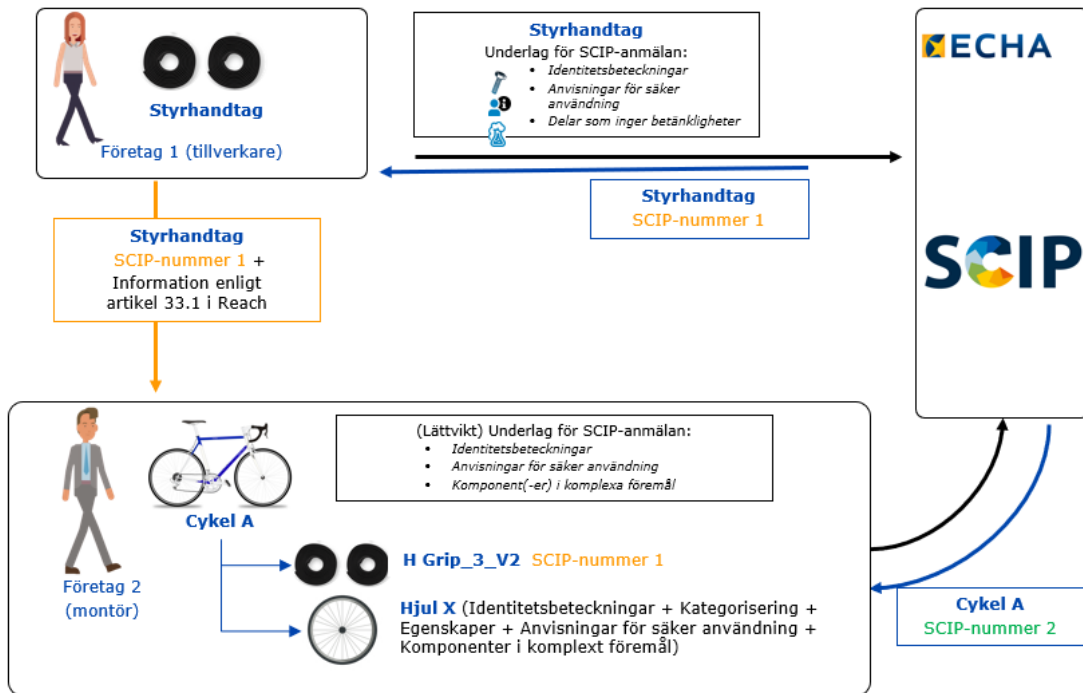 Styrhandtag
Företag 1 (tillverkare)
Styrhandtag
Underlag för SCIP-anmälan:
• Identitetsbeteckningar
• Anvisningar för säker
användning
• Delar som inger betänkligheter
ECHA
SCIP
Styrhandtag
SCIP-nummer 1
Styrhandtag
SCIP-nummer 1 +
Information enligt
artikel 33.1 i Reach
(Lättvikt) Underlag för SCIP-anmälan:
• Identitetsbeteckningar
• Anvisningar för säker användning
• Komponent(-er) i komplexa föremål
Cykel A
Företag 2
(montör)
H Grip_3_V2 SCIP-nummer 1
Hjul X (Identitetsbeteckningar + Kategorisering +
Egenskaper + Anvisningar för säker användning +
Komponenter i komplext föremål)
Cykel A
SCIP-nummer 2